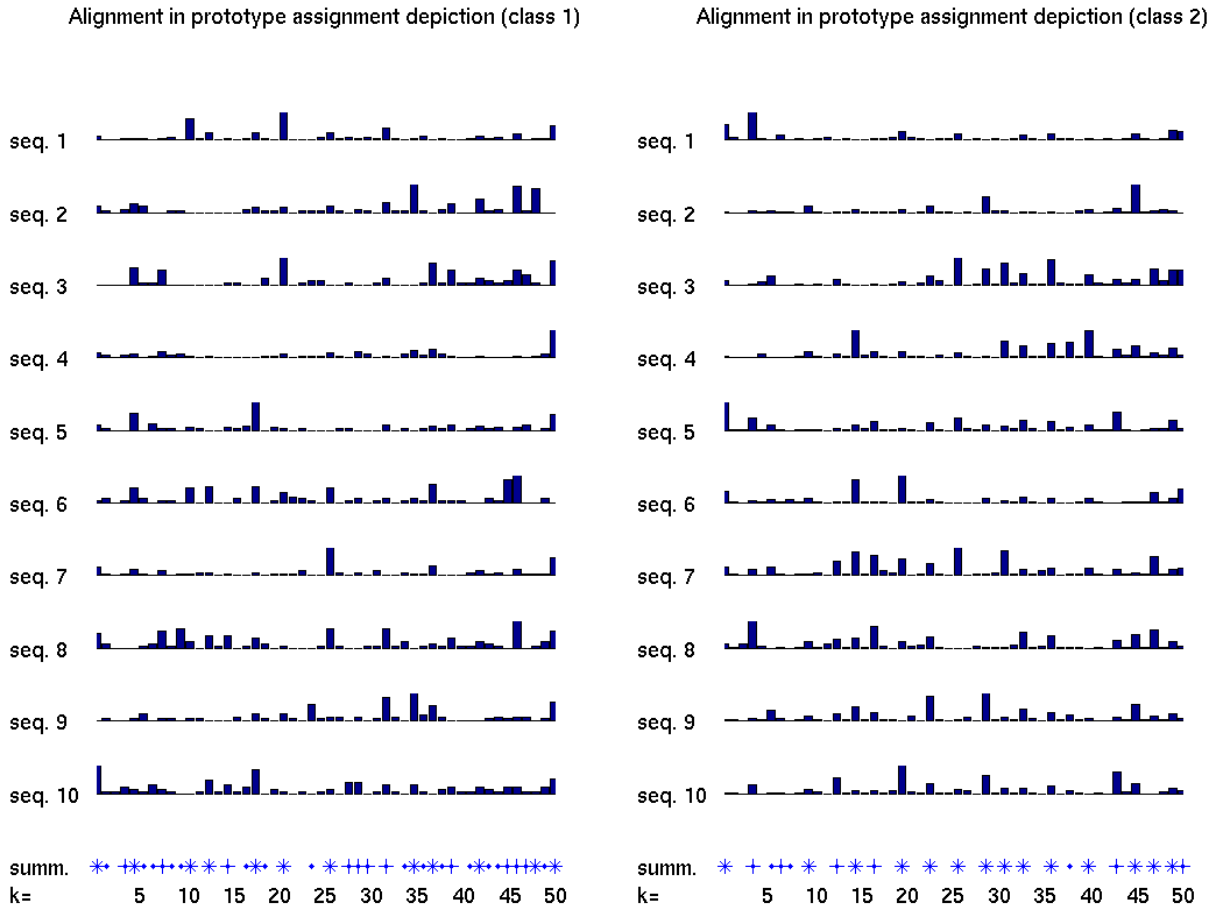 Alignment in prototype assignment depiction (class 1)
seq. 1
seq. 2
seq. 3
seq. 4
seq. 5
seq. 6
seq. 7
seq. 8
seq. 9
seq. 10
summ.
k= 5 10 15 20 25 30 35 40 45 50
Alignment in prototype assignment depiction (class 2)
seq. 1
seq. 2
seq. 3
seq. 4
seq. 5
seq. 6
seq. 7
seq. 8
seq. 9
seq. 10
summ.
k= 5 10 15 20 25 30 35 40 45 50